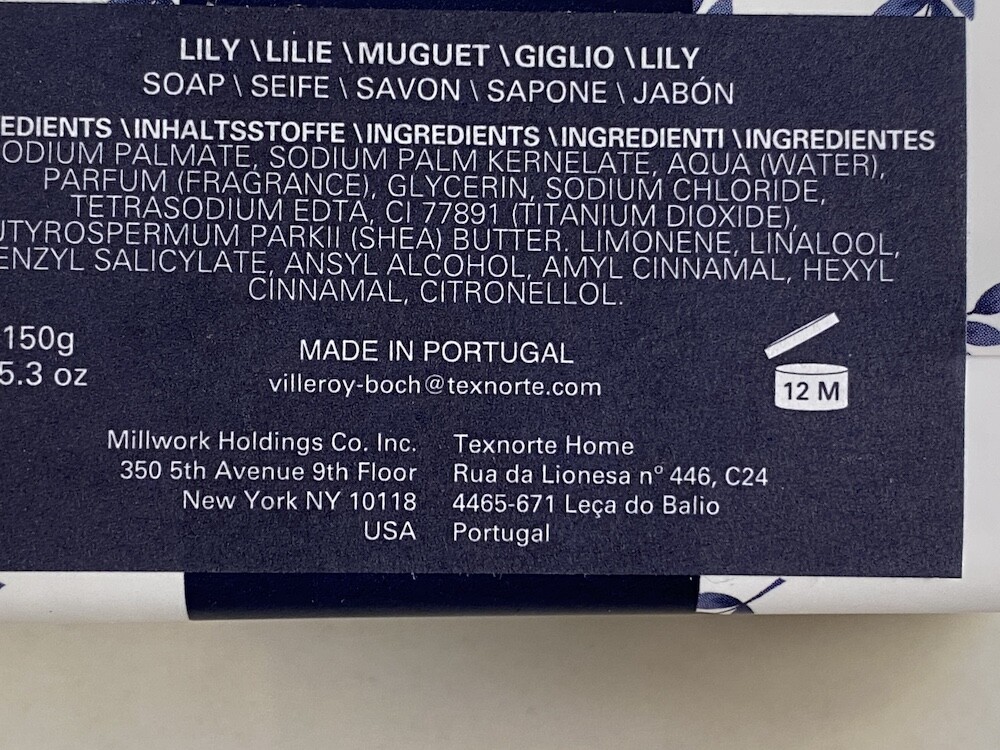 LILY \ LILIE \ MUGUET \ GIGLIO \ LILY
SOAP \ SEIFE \ SAVON \ SAPONE \ JABÓN
EDIENTS \ INHALTSSTOFFE \ INGREDIENTS \ INGREDIENTI \ INGREDIENTES
ODIUM PALMATE, SODIUM PALM KERNELATE, AQUA (WATER),
PARFUM (FRAGRANCE), GLYCERIN, SODIUM CHLORIDE,
TETRASODIUM EDTA, CI 77891 (TITANIUM DIOXIDE),
UTYROSPERMUM PARKII (SHEA) BUTTER. LIMONENE, LINALOOL,
ENZYL SALICYLATE, ANSYL ALCOHOL, AMYL CINNAMAL, HEXYL
CINNAMAL, CITRONELLOL.
150g
5.3 oz
MADE IN PORTUGAL
villeroy-boch@texnorte.com
12 M
Millwork Holdings Co. Inc.
350 5th Avenue 9th Floor
New York NY 10118
USA
Texnorte Home
Rua da Lionesa nº 446, C24
4465-671 Leça do Balio
Portugal